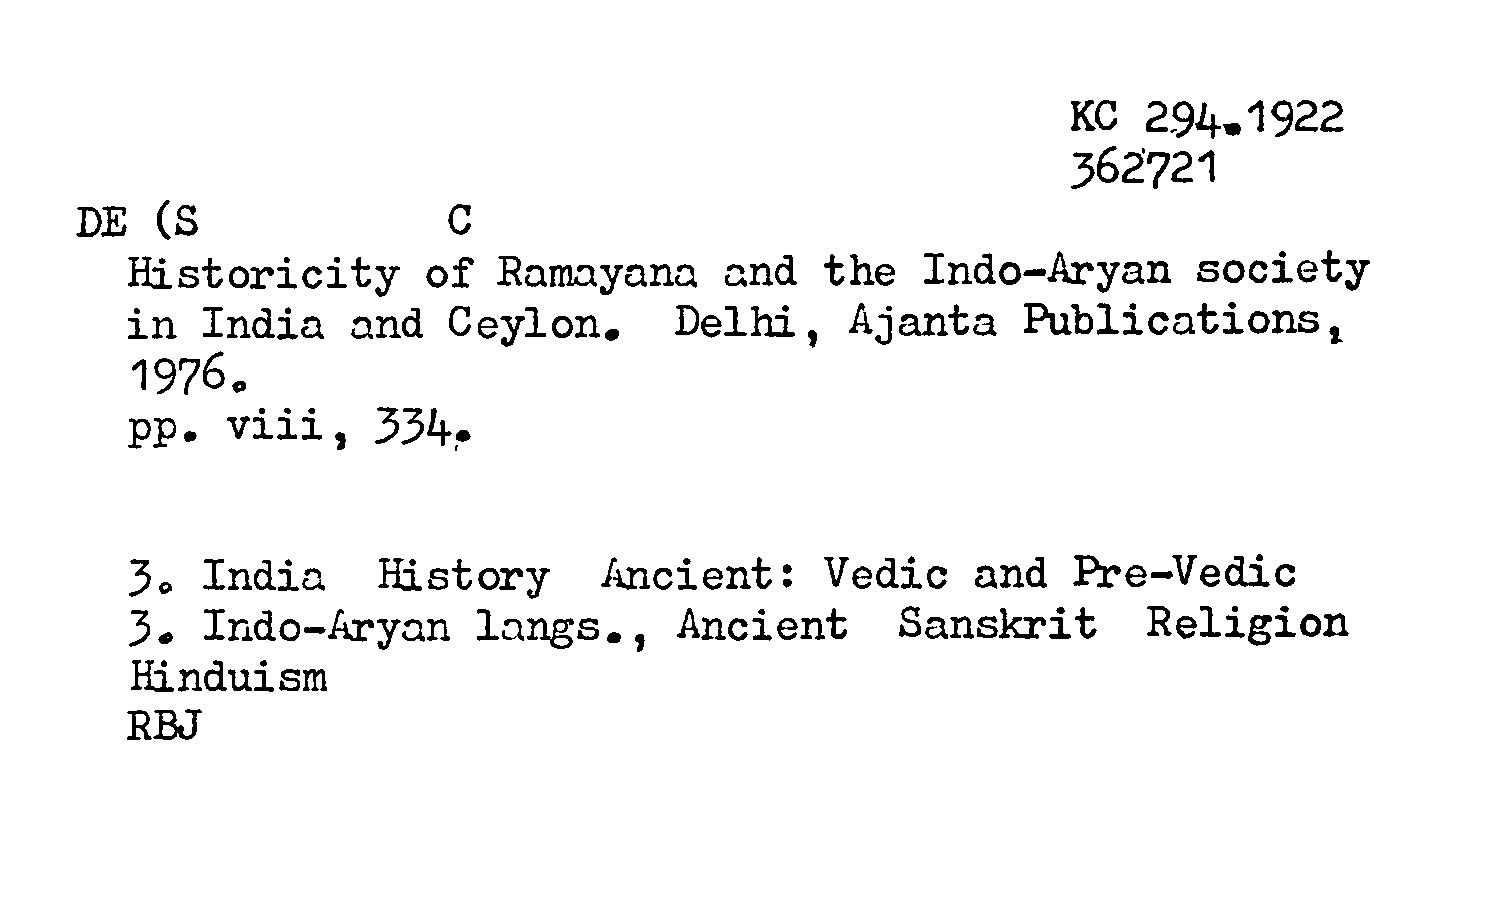 KC 294.1922
362721
DE (S C
Historicity of Ramayana and the Indo-Aryan society
in India and Ceylon. Delhi, Ajanta Publications,
1976.
pp. viii, 334.
3. India History Ancient: Vedic and Pre-Vedic
3. Indo-Aryan langs., Ancient Sanskrit Religion
Hinduism
RBJ